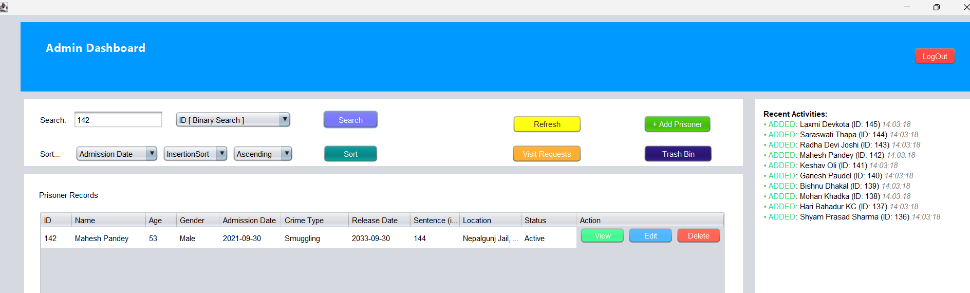 Admin Dashboard
LogOut
Search. 142 ID [ Binary Search ] Search Refresh + Add Prisoner
Sort... Admission Date InsertionSort Ascending Sort Visit Requests Trash Bin
Prisoner Records
ID Name Age Gender Admission Date Crime Type Release Date Sentence (i... Location Status Action
142 Mahesh Pandey 53 Male 2021-09-30 Smuggling 2033-09-30 144 Nepalgunj Jail, ... Active View Edit Delete
Recent Activities:
• ADDED: Laxmi Devkota (ID: 145) 14:03:18
• ADDED: Saraswati Thapa (ID: 144) 14:03:18
• ADDED: Radha Devi Joshi (ID: 143) 14:03:18
• ADDED: Mahesh Pandey (ID: 142) 14:03:18
• ADDED: Keshav Oli (ID: 141) 14:03:18
• ADDED: Ganesh Paudel (ID: 140) 14:03:18
• ADDED: Bishnu Dhakal (ID: 139) 14:03:18
• ADDED: Mohan Khadka (ID: 138) 14:03:18
• ADDED: Hari Bahadur KC (ID: 137) 14:03:18
• ADDED: Shyam Prasad Sharma (ID: 136) 14:03:18